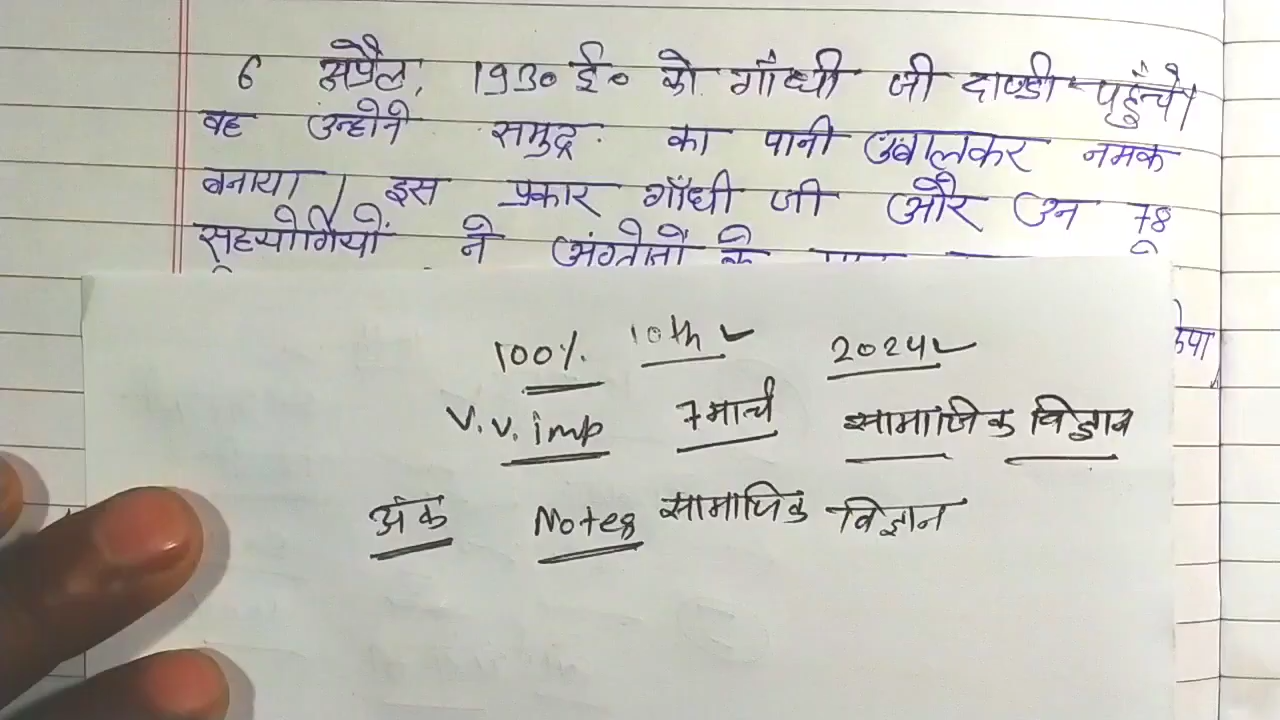 6 अप्रैल, 1930 ई० को गाँधी जी दाण्डी पहुँचे।
वह उन्होने समुद्र का पानी उबालकर नमक
बनाया। इस प्रकार गाँधी जी और उन 78
सहयोगियों ने अंग्रेजों के
100% 10th 2024
V.V. imp 7 मार्च सामाजिक विज्ञान
अंक Notes सामाजिक विज्ञान